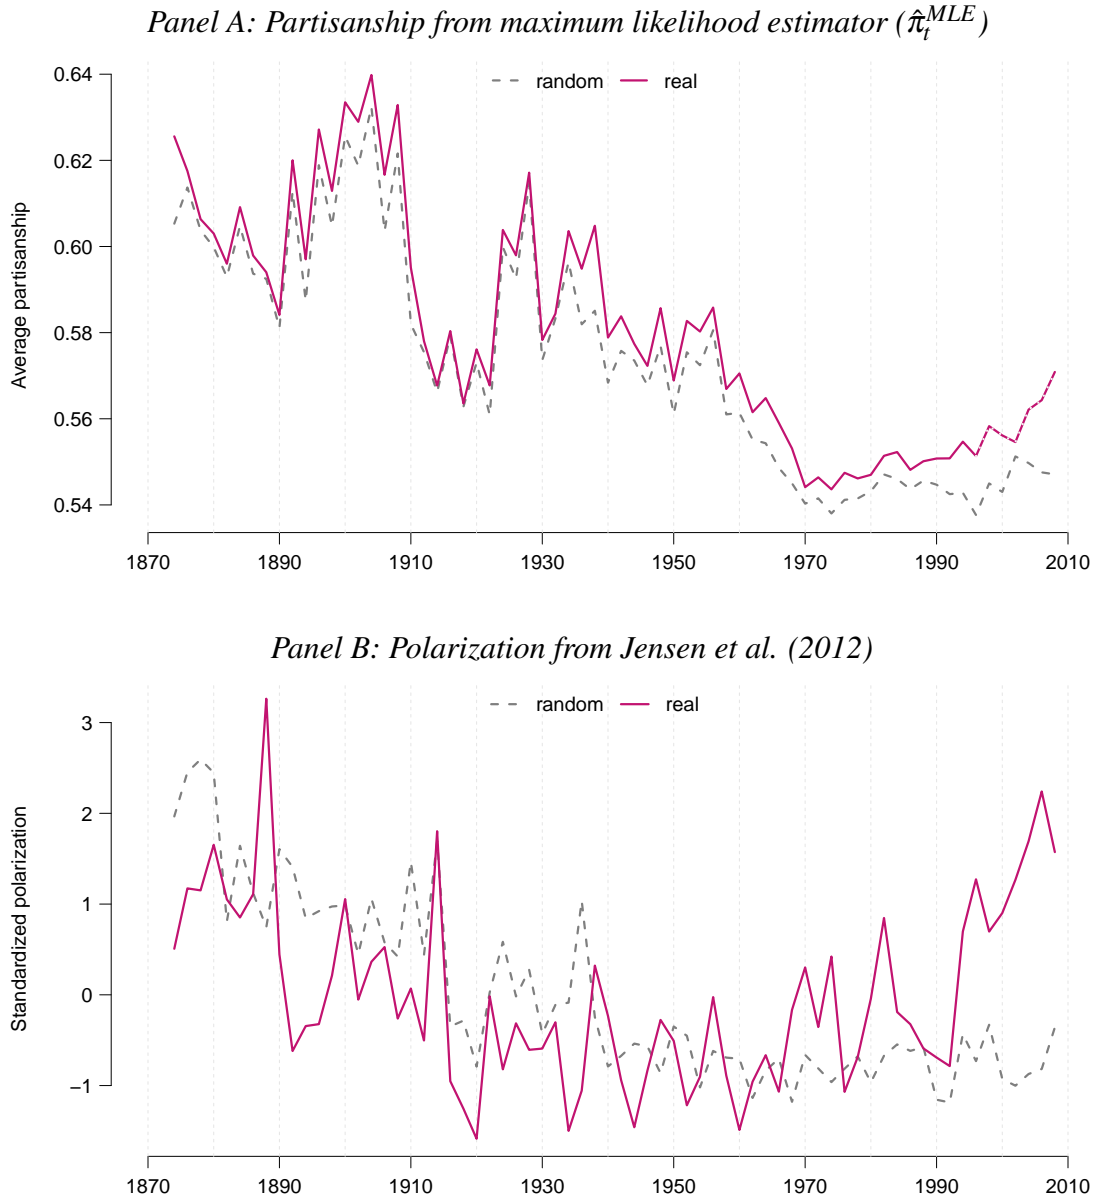 Panel A: Partisanship from maximum likelihood estimator (π̂ₜᴹᴸᴱ)
random real
Average partisanship
0.64
0.62
0.60
0.58
0.56
0.54
1870 1890 1910 1930 1950 1970 1990 2010
Panel B: Polarization from Jensen et al. (2012)
random real
Standardized polarization
3
2
1
0
−1
1870 1890 1910 1930 1950 1970 1990 2010